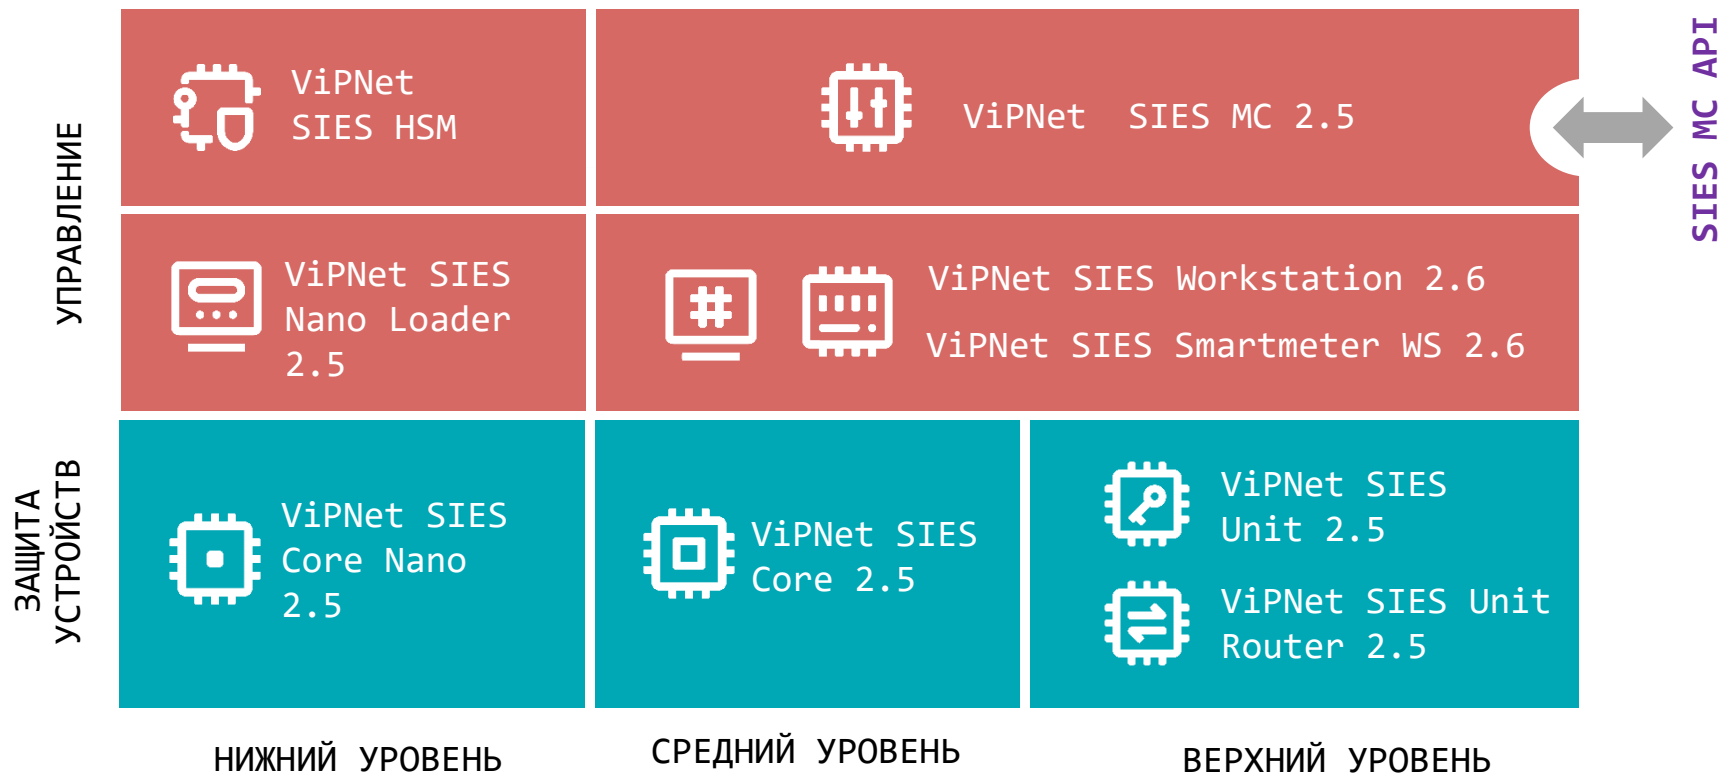 УПРАВЛЕНИЕ
ViPNet
SIES HSM
ViPNet SIES MC 2.5
SIES MC API
ViPNet SIES
Nano Loader
2.5
ViPNet SIES Workstation 2.6
ViPNet SIES Smartmeter WS 2.6
ЗАЩИТА
УСТРОЙСТВ
ViPNet SIES
Core Nano
2.5
ViPNet SIES
Core 2.5
ViPNet SIES
Unit 2.5
ViPNet SIES Unit
Router 2.5
НИЖНИЙ УРОВЕНЬ
СРЕДНИЙ УРОВЕНЬ
ВЕРХНИЙ УРОВЕНЬ